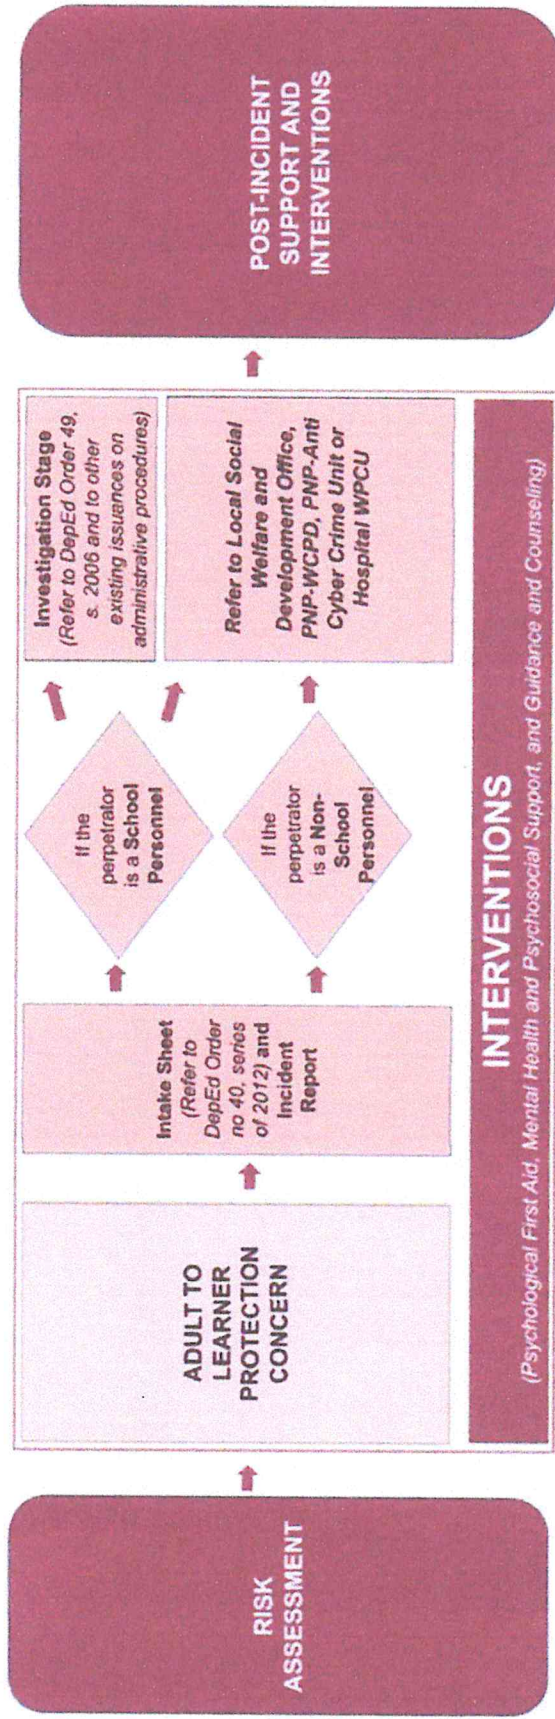 RISK
ASSESSMENT
ADULT TO
LEARNER
PROTECTION
CONCERN
Intake Sheet
(Refer to
DepEd Order
no 40, series
of 2012) and
Incident
Report
If the
perpetrator
is a School
Personnel
If the
perpetrator
is a Non-
School
Personnel
Investigation Stage
(Refer to DepEd Order 49,
s. 2006 and to other
existing issuances on
administrative procedures)
Refer to Local Social
Welfare and
Development Office,
PNP-WCPD, PNP-Anti
Cyber Crime Unit or
Hospital WPCU
INTERVENTIONS
(Psychological First Aid, Mental Health and Psychosocial Support, and Guidance and Counseling)
POST-INCIDENT
SUPPORT AND
INTERVENTIONS